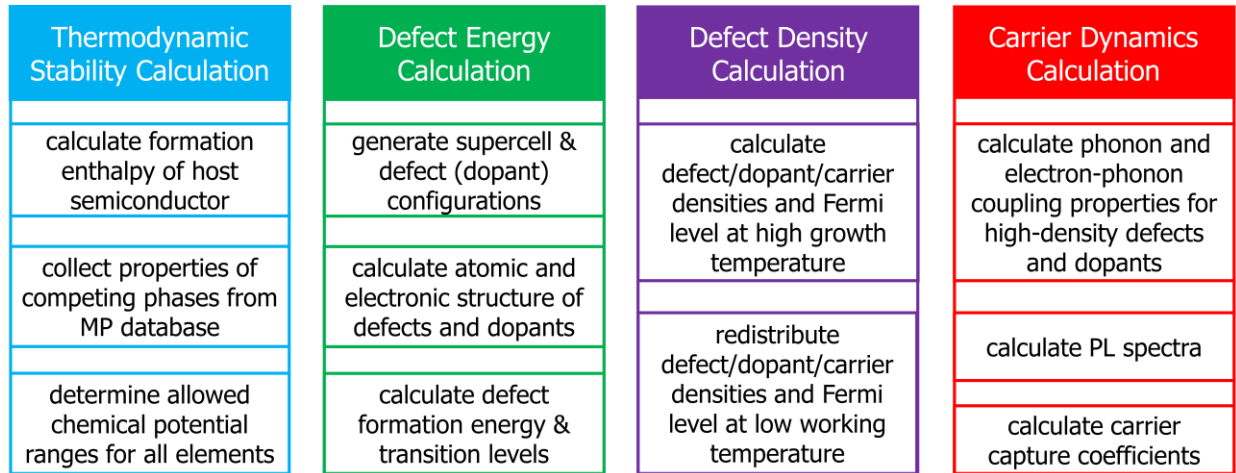 Thermodynamic
Stability Calculation
calculate formation
enthalpy of host
semiconductor
collect properties of
competing phases from
MP database
determine allowed
chemical potential
ranges for all elements
Defect Energy
Calculation
generate supercell &
defect (dopant)
configurations
calculate atomic and
electronic structure of
defects and dopants
calculate defect
formation energy &
transition levels
Defect Density
Calculation
calculate
defect/dopant/carrier
densities and Fermi
level at high growth
temperature
redistribute
defect/dopant/carrier
densities and Fermi
level at low working
temperature
Carrier Dynamics
Calculation
calculate phonon and
electron-phonon
coupling properties for
high-density defects
and dopants
calculate PL spectra
calculate carrier
capture coefficients